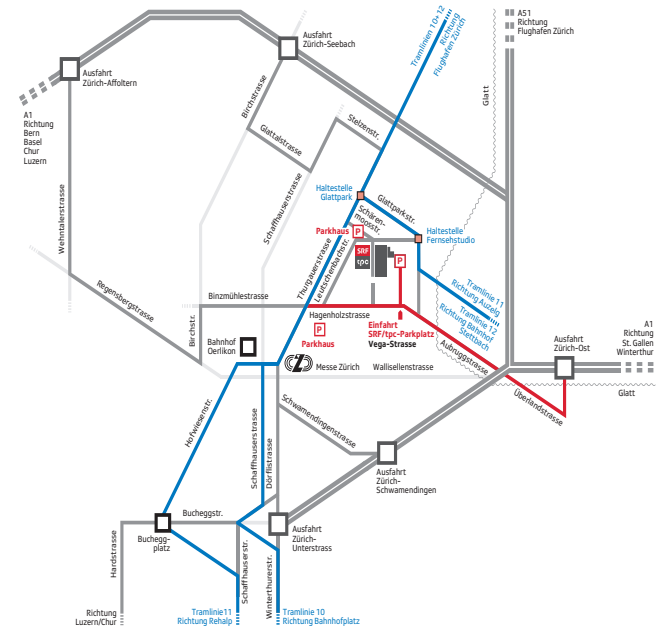 Tramlinien 10+12
Richtung
Flughafen Zürich
A51
Richtung
Flughafen Zürich
Ausfahrt
Zürich-Seebach
Ausfahrt
Zürich-Affoltern
A1
Richtung
Bern
Basel
Chur
Luzern
Birchstrasse
Glattalstrasse
Stelzenstr.
Glatt
Wehntalerstrasse
Schaffhauserstrasse
Haltestelle
Glattpark
Glattparkstr.
Schären-
moosstr.
Parkhaus
P
Haltestelle
Fernsehstudio
SRF
tpc
P
Thurgauerstrasse
Leutschenbachstr.
Regensbergstrasse
Binzmühlestrasse
Hagenholzstrasse
Tramlinie 11
Richtung Auzelg
Tramlinie 12
Richtung Bahnhof
Stettbach
P
Parkhaus
Einfahrt
SRF/tpc-Parkplatz
Vega-Strasse
Aubruggstrasse
Birchstr.
Bahnhof
Oerlikon
Messe Zürich
Wallisellenstrasse
Ausfahrt
Zürich-Ost
A1
Richtung
St. Gallen
Winterthur
Glatt
Überlandstrasse
Hofwiesenstr.
Schaffhauserstrasse
Dörflistrasse
Schwamendingenstrasse
Ausfahrt
Zürich-
Schwamendingen
Bucheggstr.
Buchegg-
platz
Ausfahrt
Zürich-
Unterstrass
Hardstrasse
Schaffhauserstr.
Winterthurerstr.
Richtung
Luzern/Chur
Tramlinie11
Richtung Rehalp
Tramlinie 10
Richtung Bahnhofplatz